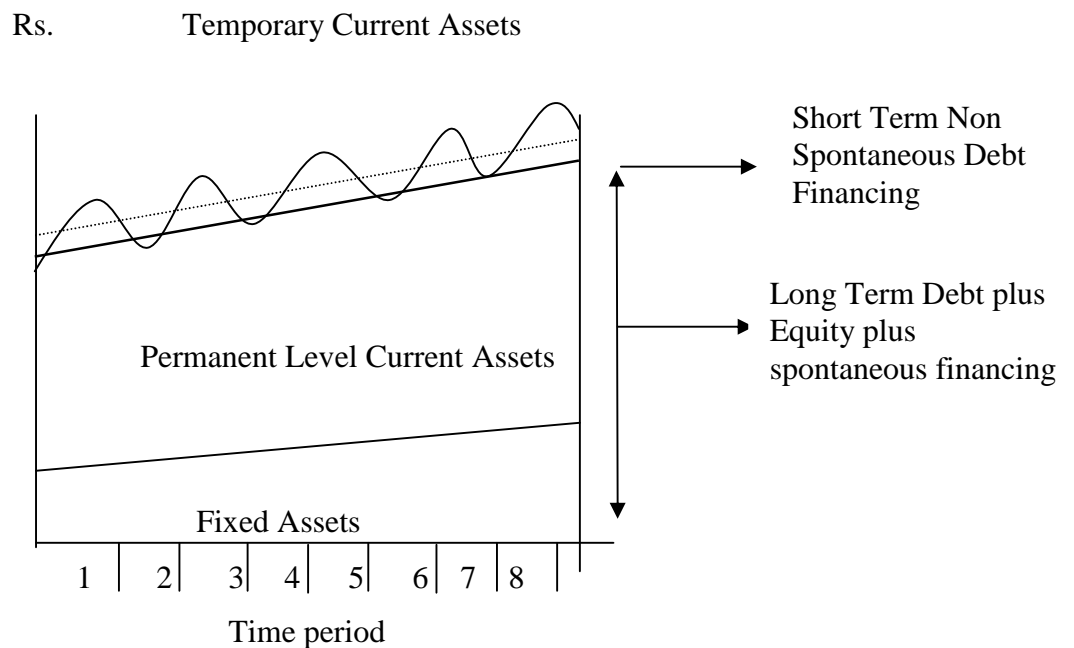 Rs. Temporary Current Assets
Short Term Non
Spontaneous Debt
Financing
Long Term Debt plus
Equity plus
spontaneous financing
Permanent Level Current Assets
Fixed Assets
1 2 3 4 5 6 7 8
Time period